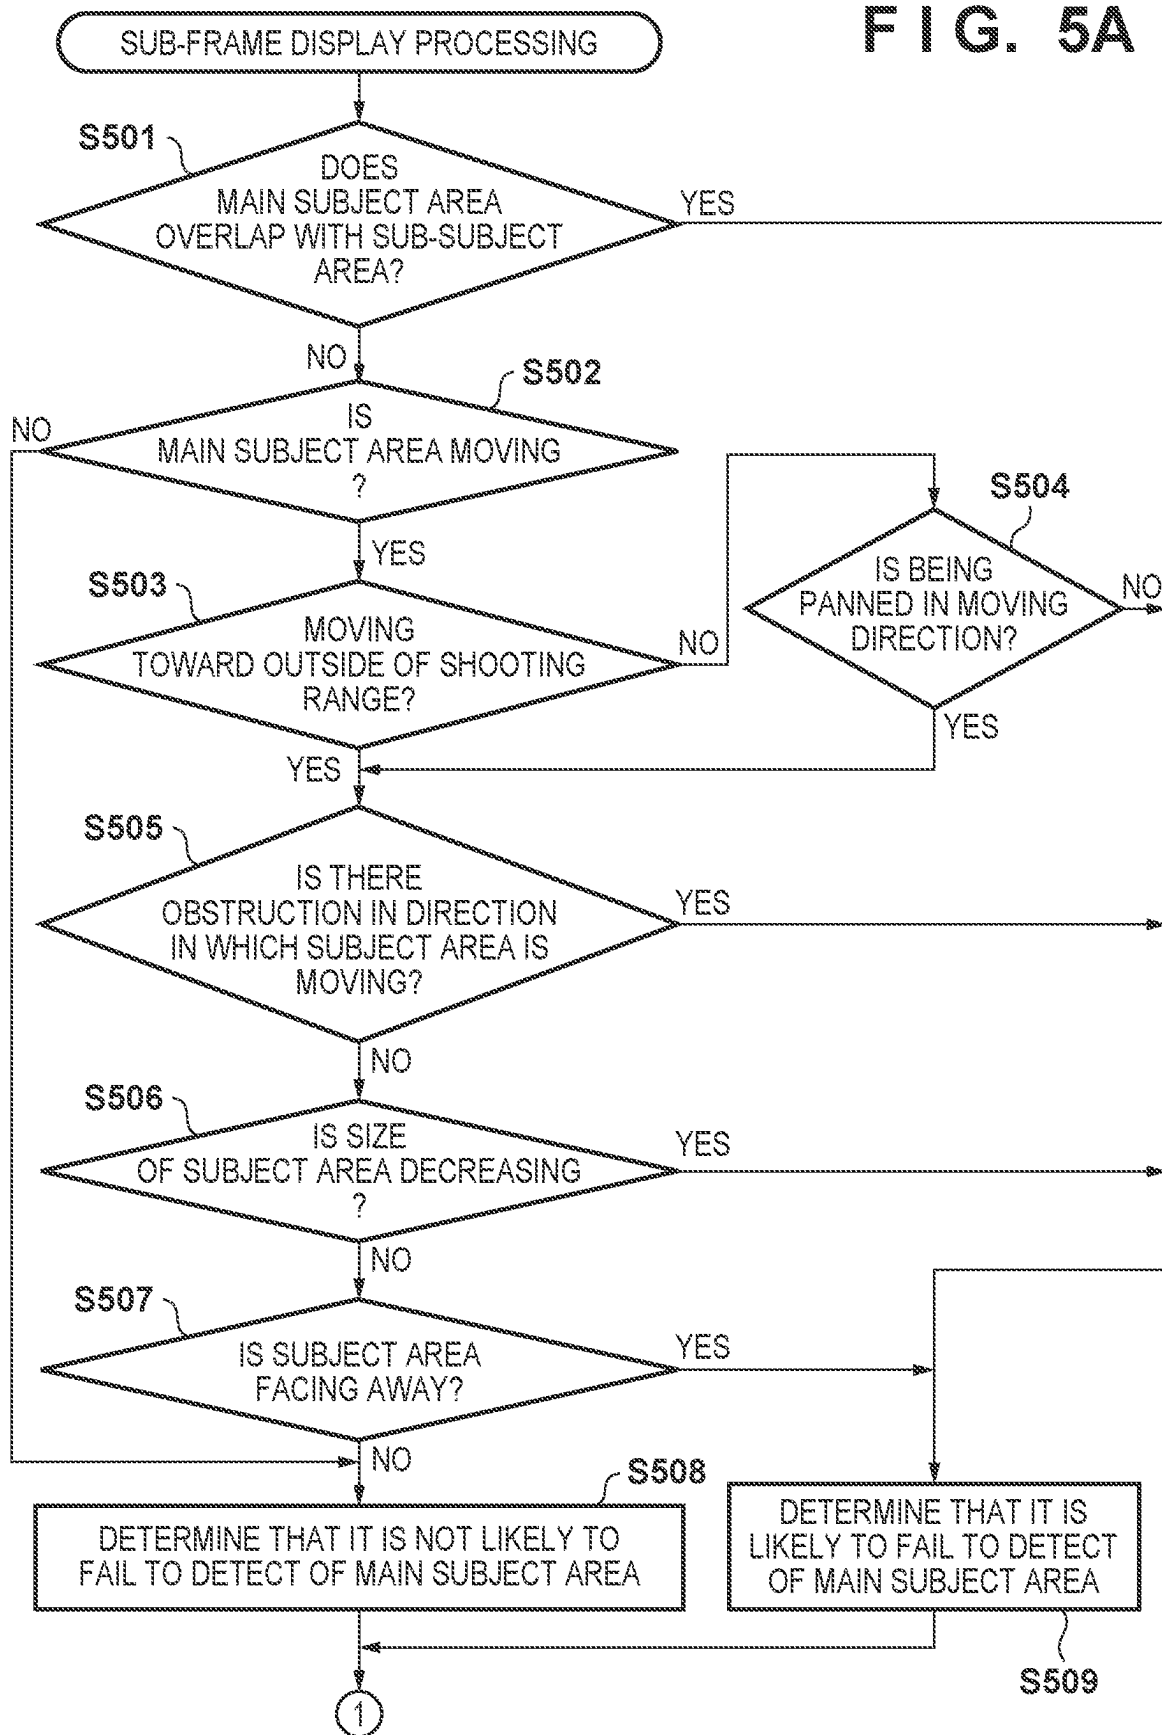 FIG. 5A
SUB-FRAME DISPLAY PROCESSING
S501
DOES
MAIN SUBJECT AREA
OVERLAP WITH SUB-SUBJECT
AREA?
YES
NO
S502
IS
MAIN SUBJECT AREA MOVING
?
NO
YES
S503
MOVING
TOWARD OUTSIDE OF SHOOTING
RANGE?
NO
YES
S504
IS BEING
PANNED IN MOVING
DIRECTION?
NO
YES
S505
IS THERE
OBSTRUCTION IN DIRECTION
IN WHICH SUBJECT AREA IS
MOVING?
YES
NO
S506
IS SIZE
OF SUBJECT AREA DECREASING
?
YES
NO
S507
IS SUBJECT AREA
FACING AWAY?
YES
NO
S508
DETERMINE THAT IT IS NOT LIKELY TO
FAIL TO DETECT OF MAIN SUBJECT AREA
DETERMINE THAT IT IS
LIKELY TO FAIL TO DETECT
OF MAIN SUBJECT AREA
S509
1